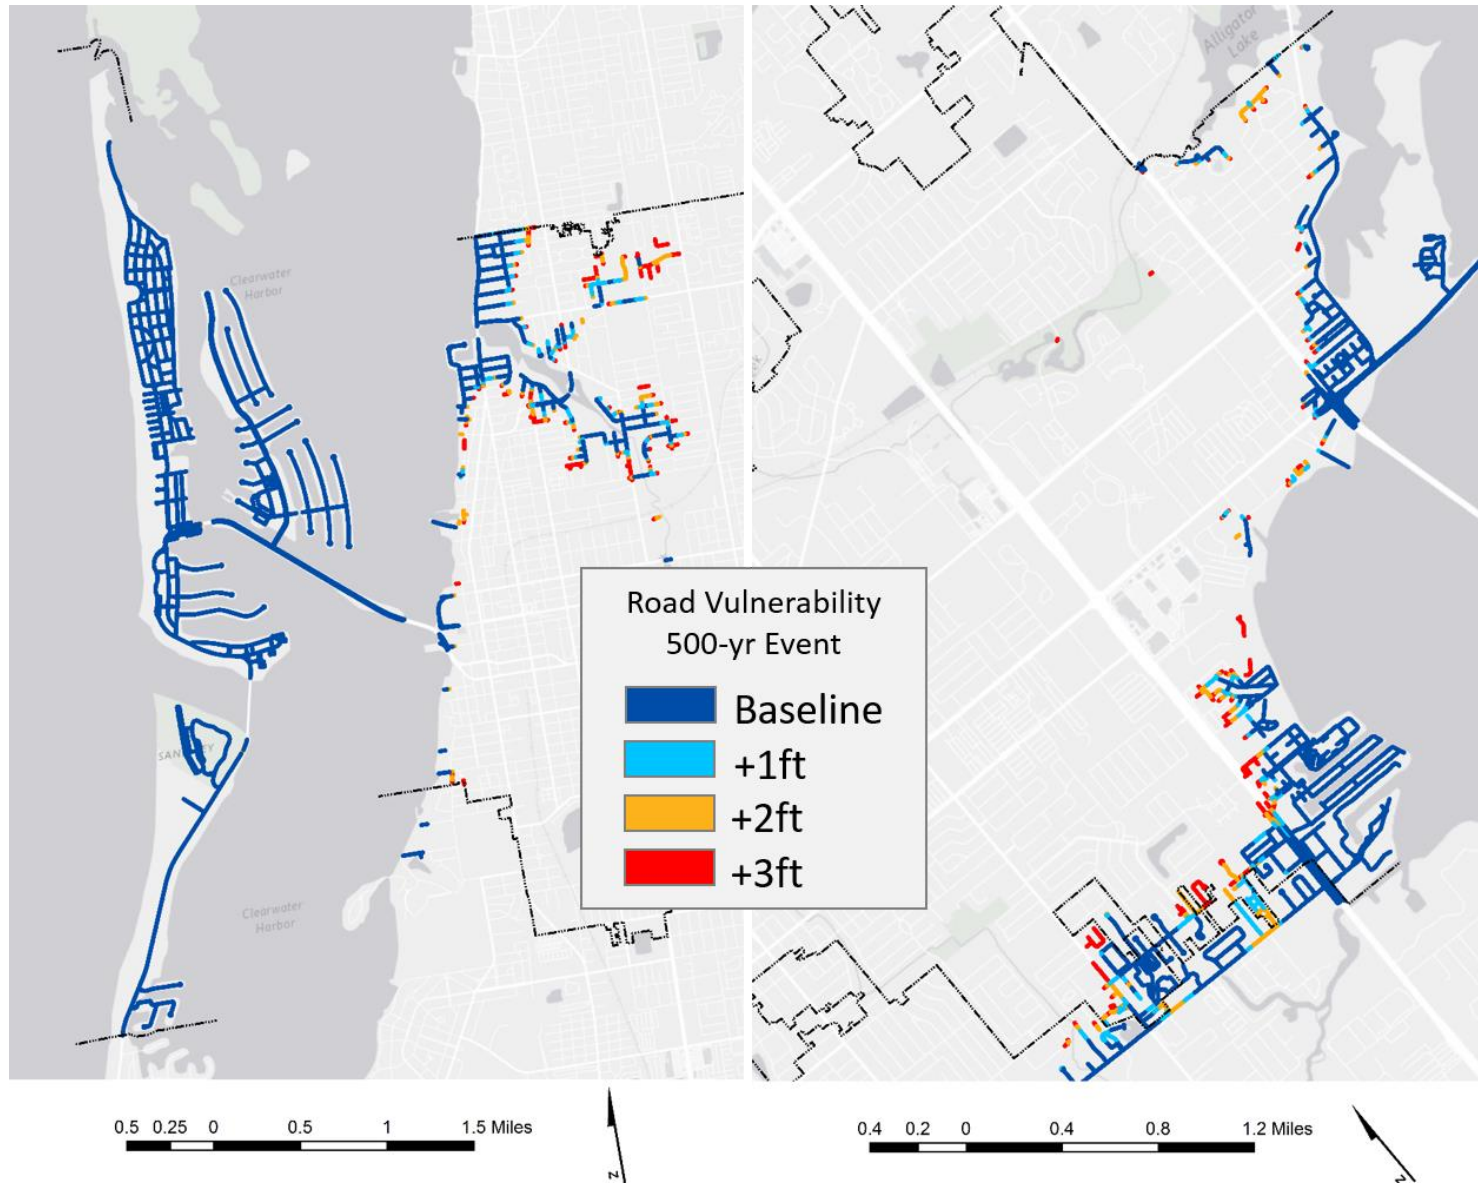 Alligator
Lake
Clearwater
Harbor
Road Vulnerability
500-yr Event
Baseline
+1ft
+2ft
+3ft
Clearwater
Harbor
0.5 0.25 0 0.5 1 1.5 Miles
0.4 0.2 0 0.4 0.8 1.2 Miles
N
N